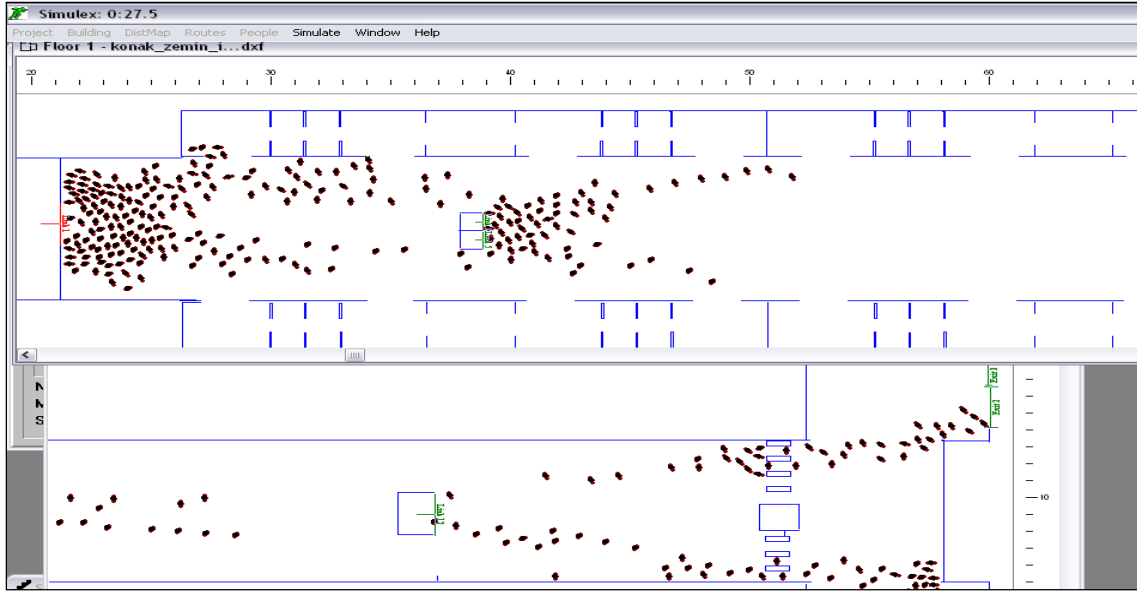 Simulex: 0:27.5
Project Building DistMap Routes People Simulate Window Help
Floor 1 - konak_zemin_i...dxf
20 30 40 50 60
N
M
S
Exit1
10